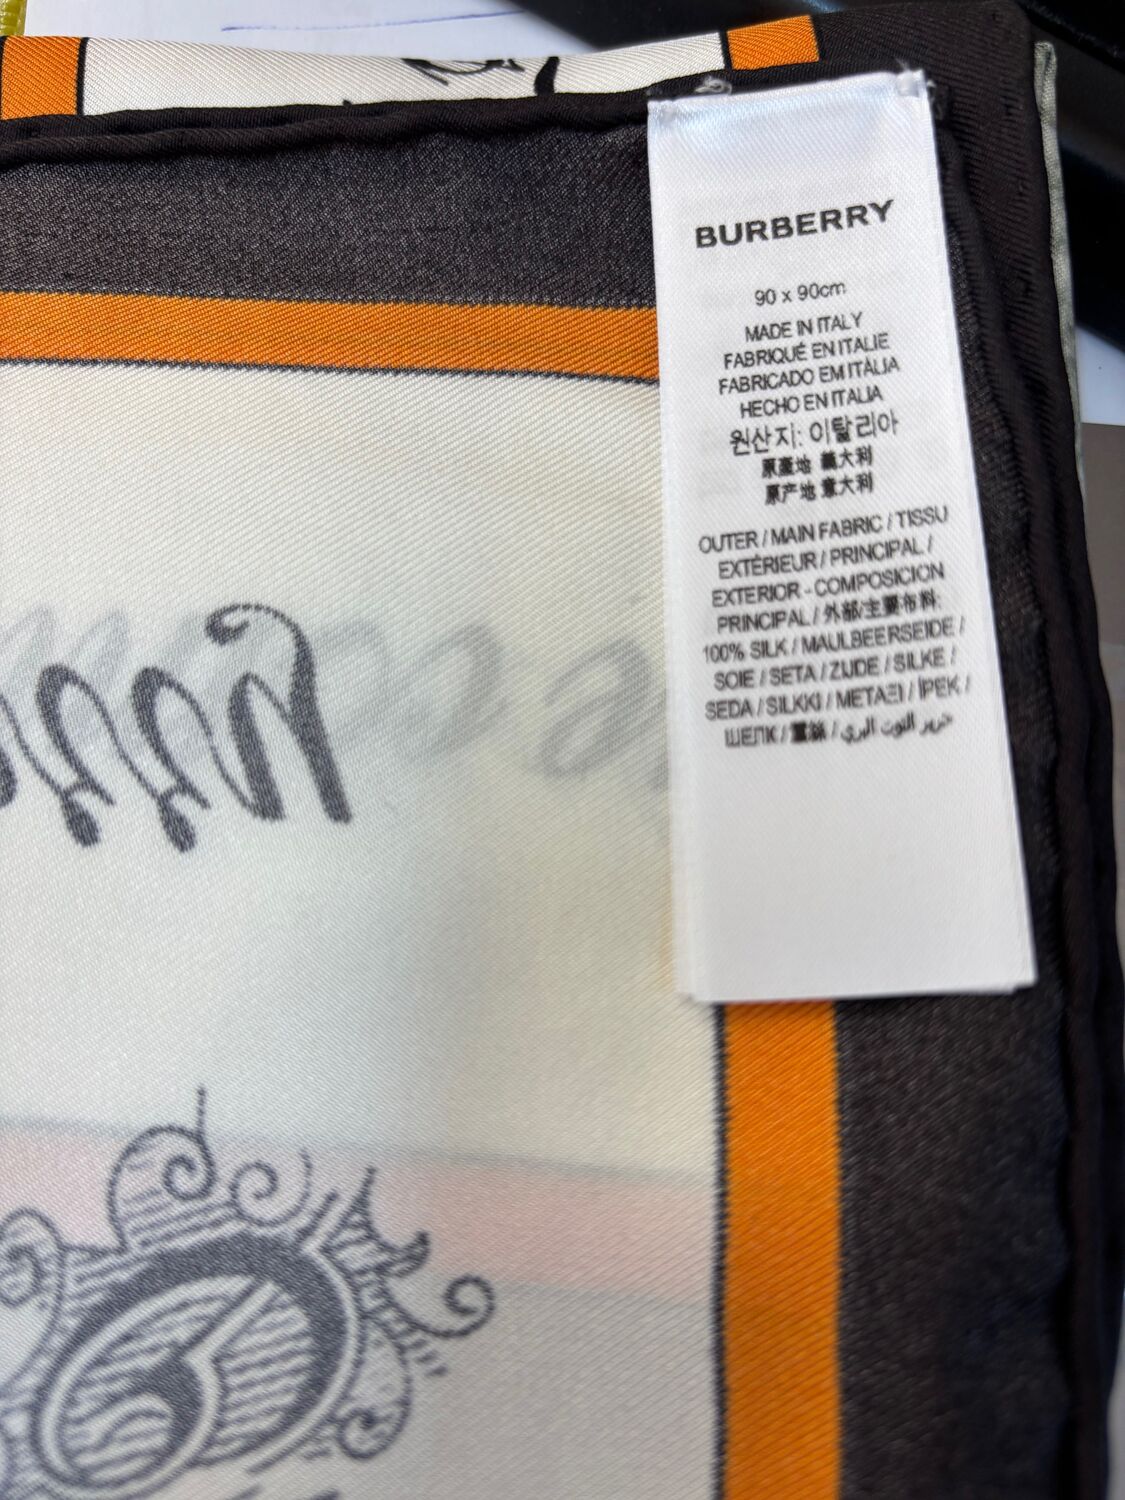 BURBERRY
90 x 90cm
MADE IN ITALY
FABRIQUÉ EN ITALIE
FABRICADO EM ITÀLIA
HECHO EN ITALIA
원산지: 이탈리아
原產地 義大利
原产地 意大利
OUTER / MAIN FABRIC / TISSU
EXTÉRIEUR / PRINCIPAL /
EXTERIOR - COMPOSICION
PRINCIPAL / 外部/主要布料:
100% SILK / MAULBEERSEIDE /
SOIE / SETA / ZIJDE / SILKE /
SEDA / SILKKI / ΜΕΤΑΞΙ / İPEK /
ШЕЛК / 蠶絲 / حرير التوت البري